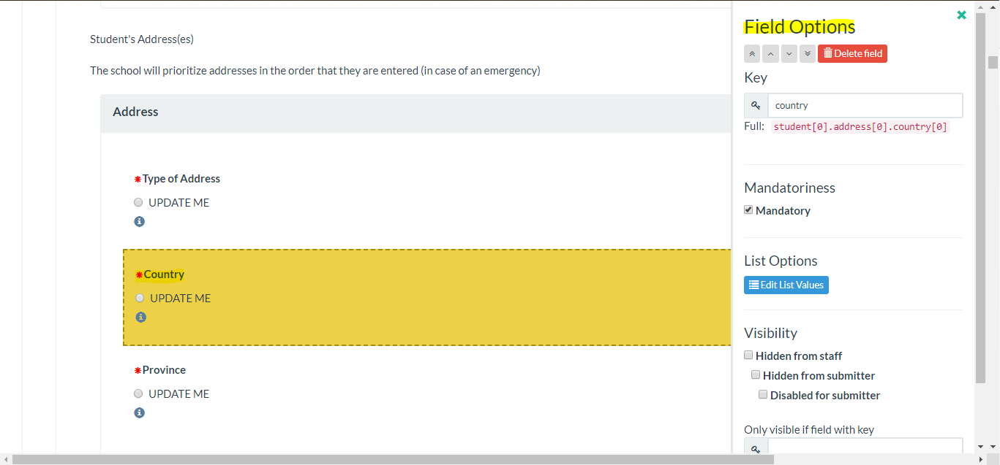 Student's Address(es)
The school will prioritize addresses in the order that they are entered (in case of an emergency)
Address
*Type of Address
UPDATE ME
*Country
UPDATE ME
*Province
UPDATE ME
Field Options
Delete field
Key
country
Full: student[0].address[0].country[0]
Mandatoriness
Mandatory
List Options
Edit List Values
Visibility
Hidden from staff
Hidden from submitter
Disabled for submitter
Only visible if field with key